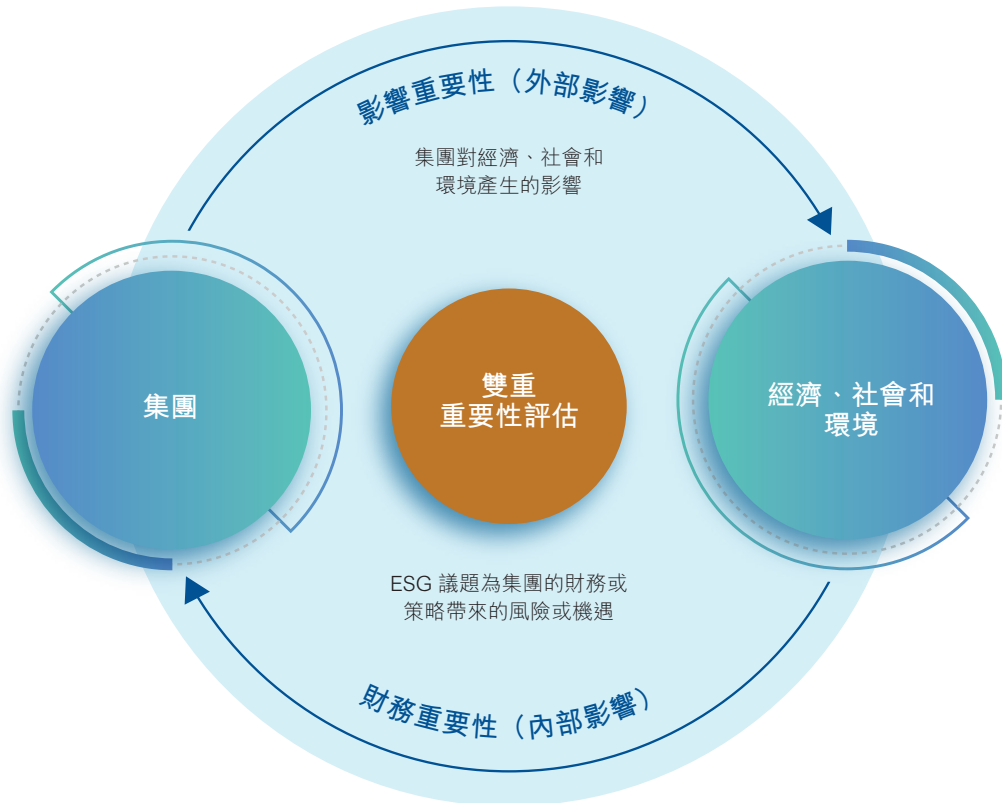 影響重要性（外部影響）
集團對經濟、社會和
環境產生的影響
集團
雙重
重要性評估
經濟、社會和
環境
ESG 議題為集團的財務或
策略帶來的風險或機遇
財務重要性（內部影響）